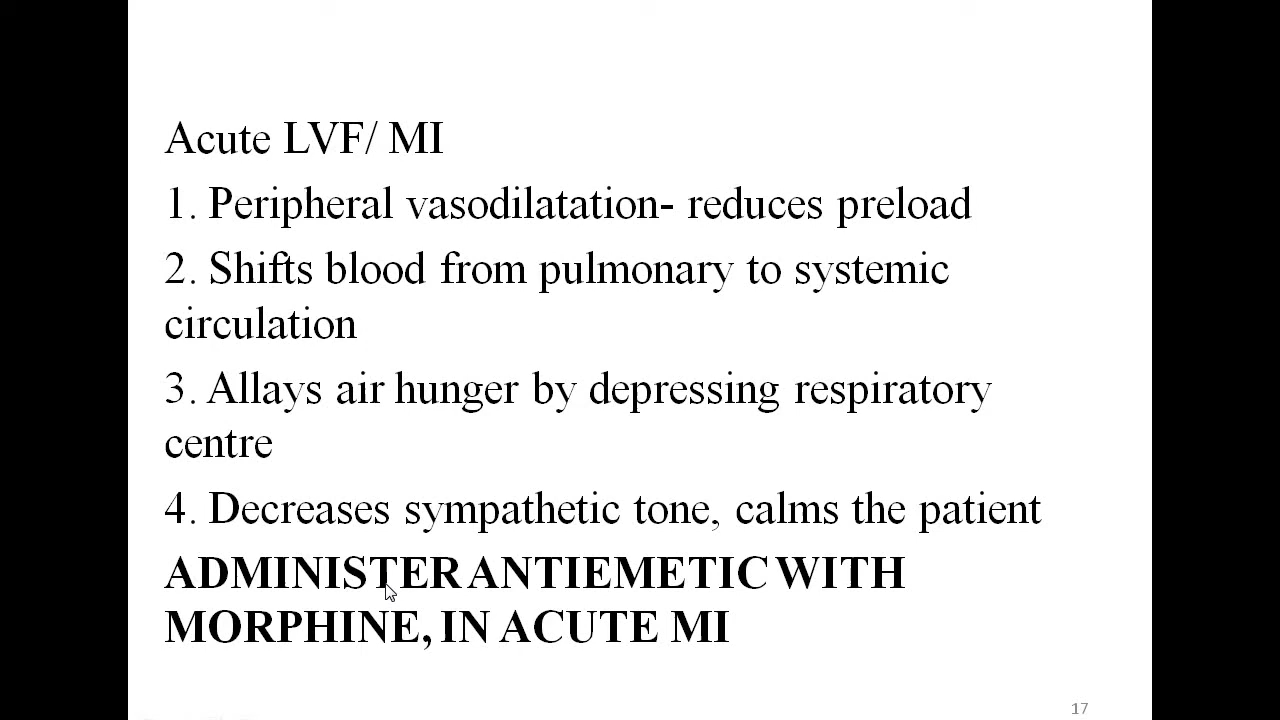 Acute LVF/ MI
1. Peripheral vasodilatation- reduces preload
2. Shifts blood from pulmonary to systemic
circulation
3. Allays air hunger by depressing respiratory
centre
4. Decreases sympathetic tone, calms the patient
ADMINISTER ANTIEMETIC WITH
MORPHINE, IN ACUTE MI
17